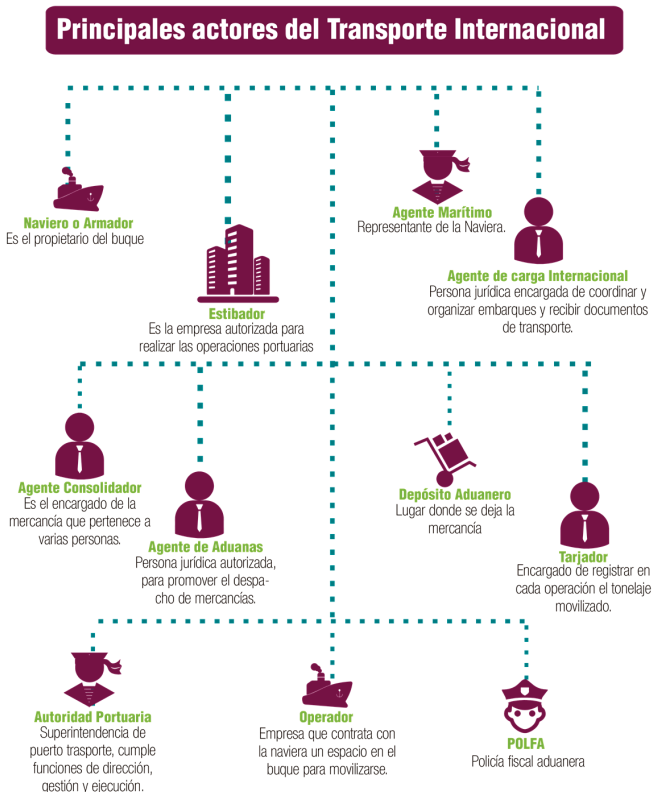 Principales actores del Transporte Internacional
Naviero o Armador
Es el propietario del buque
Estibador
Es la empresa autorizada para
realizar las operaciones portuarias
Agente Marítimo
Representante de la Naviera.
Agente de carga Internacional
Persona jurídica encargada de coordinar y
organizar embarques y recibir documentos
de transporte.
Agente Consolidador
Es el encargado de la
mercancía que pertenece a
varias personas.
Agente de Aduanas
Persona jurídica autorizada,
para promover el despa-
cho de mercancías.
Depósito Aduanero
Lugar donde se deja la
mercancía
Tarjador
Encargado de registrar en
cada operación el tonelaje
movilizado.
Autoridad Portuaria
Superintendencia de
puerto trasporte, cumple
funciones de dirección,
gestión y ejecución.
Operador
Empresa que contrata con
la naviera un espacio en el
buque para movilizarse.
POLFA
Policía fiscal aduanera